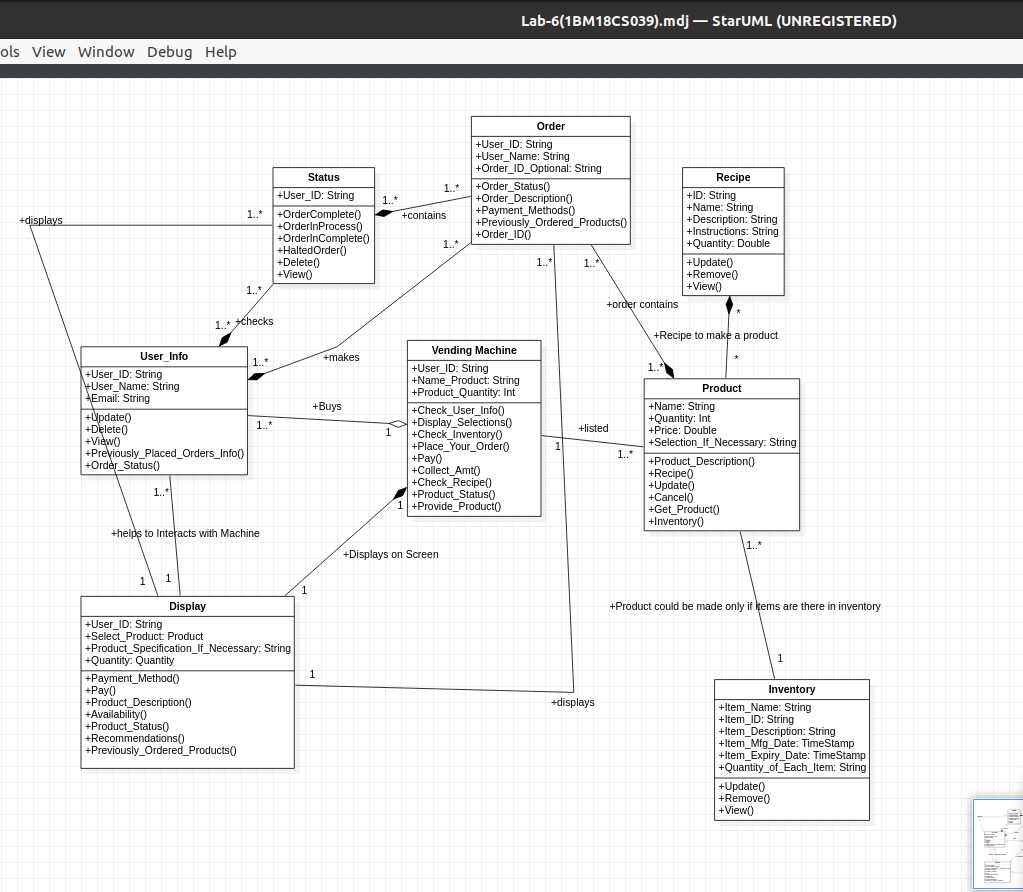 Lab-6(1BM18CS039).mdj — StarUML (UNREGISTERED)
ols View Window Debug Help
Order
+User_ID: String
+User_Name: String
+Order_ID_Optional: String
+Order_Status()
+Order_Description()
+Payment_Methods()
+Previously_Ordered_Products()
+Order_ID()
Status
+User_ID: String
+OrderComplete()
+OrderInProcess()
+OrderInComplete()
+HaltedOrder()
+Delete()
+View()
Recipe
+ID: String
+Name: String
+Description: String
+Instructions: String
+Quantity: Double
+Update()
+Remove()
+View()
+displays
1..*
1..*
1..*
+contains
1..*
1..*
1..*
1..*
1..*
+checks
+order contains
*
+Recipe to make a product
*
1..*
+makes
1..*
User_Info
+User_ID: String
+User_Name: String
+Email: String
+Update()
+Delete()
+View()
+Previously_Placed_Orders_Info()
+Order_Status()
Vending Machine
+User_ID: String
+Name_Product: String
+Product_Quantity: Int
+Check_User_Info()
+Display_Selections()
+Check_Inventory()
+Place_Your_Order()
+Pay()
+Collect_Amt()
+Check_Recipe()
+Product_Status()
+Provide_Product()
Product
+Name: String
+Quantity: Int
+Price: Double
+Selection_If_Necessary: String
+Product_Description()
+Recipe()
+Update()
+Cancel()
+Get_Product()
+Inventory()
+Buys
1..*
1
+listed
1
1..*
1..*
1
+helps to Interacts with Machine
+Displays on Screen
1..*
1
1
1
+Product could be made only if items are there in inventory
1
Display
+User_ID: String
+Select_Product: Product
+Product_Specification_If_Necessary: String
+Quantity: Quantity
+Payment_Method()
+Pay()
+Product_Description()
+Availability()
+Product_Status()
+Recommendations()
+Previously_Ordered_Products()
1
+displays
Inventory
+Item_Name: String
+Item_ID: String
+Item_Description: String
+Item_Mfg_Date: TimeStamp
+Item_Expiry_Date: TimeStamp
+Quantity_of_Each_Item: String
+Update()
+Remove()
+View()